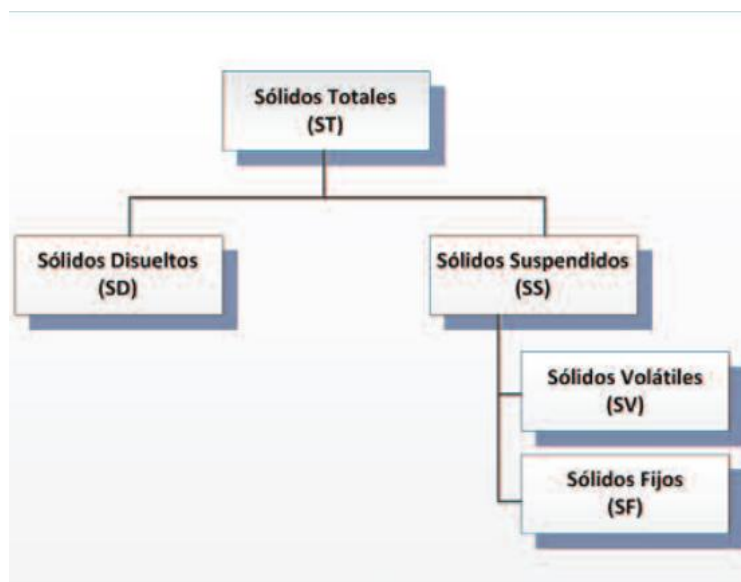 Sólidos Totales
(ST)
Sólidos Disueltos
(SD)
Sólidos Suspendidos
(SS)
Sólidos Volátiles
(SV)
Sólidos Fijos
(SF)